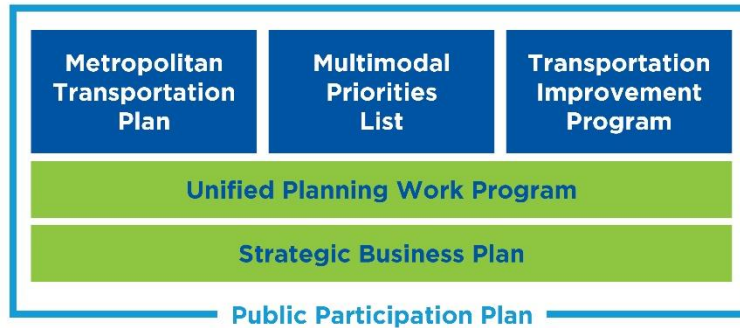 Metropolitan
Transportation
Plan
Multimodal
Priorities
List
Transportation
Improvement
Program
Unified Planning Work Program
Strategic Business Plan
Public Participation Plan